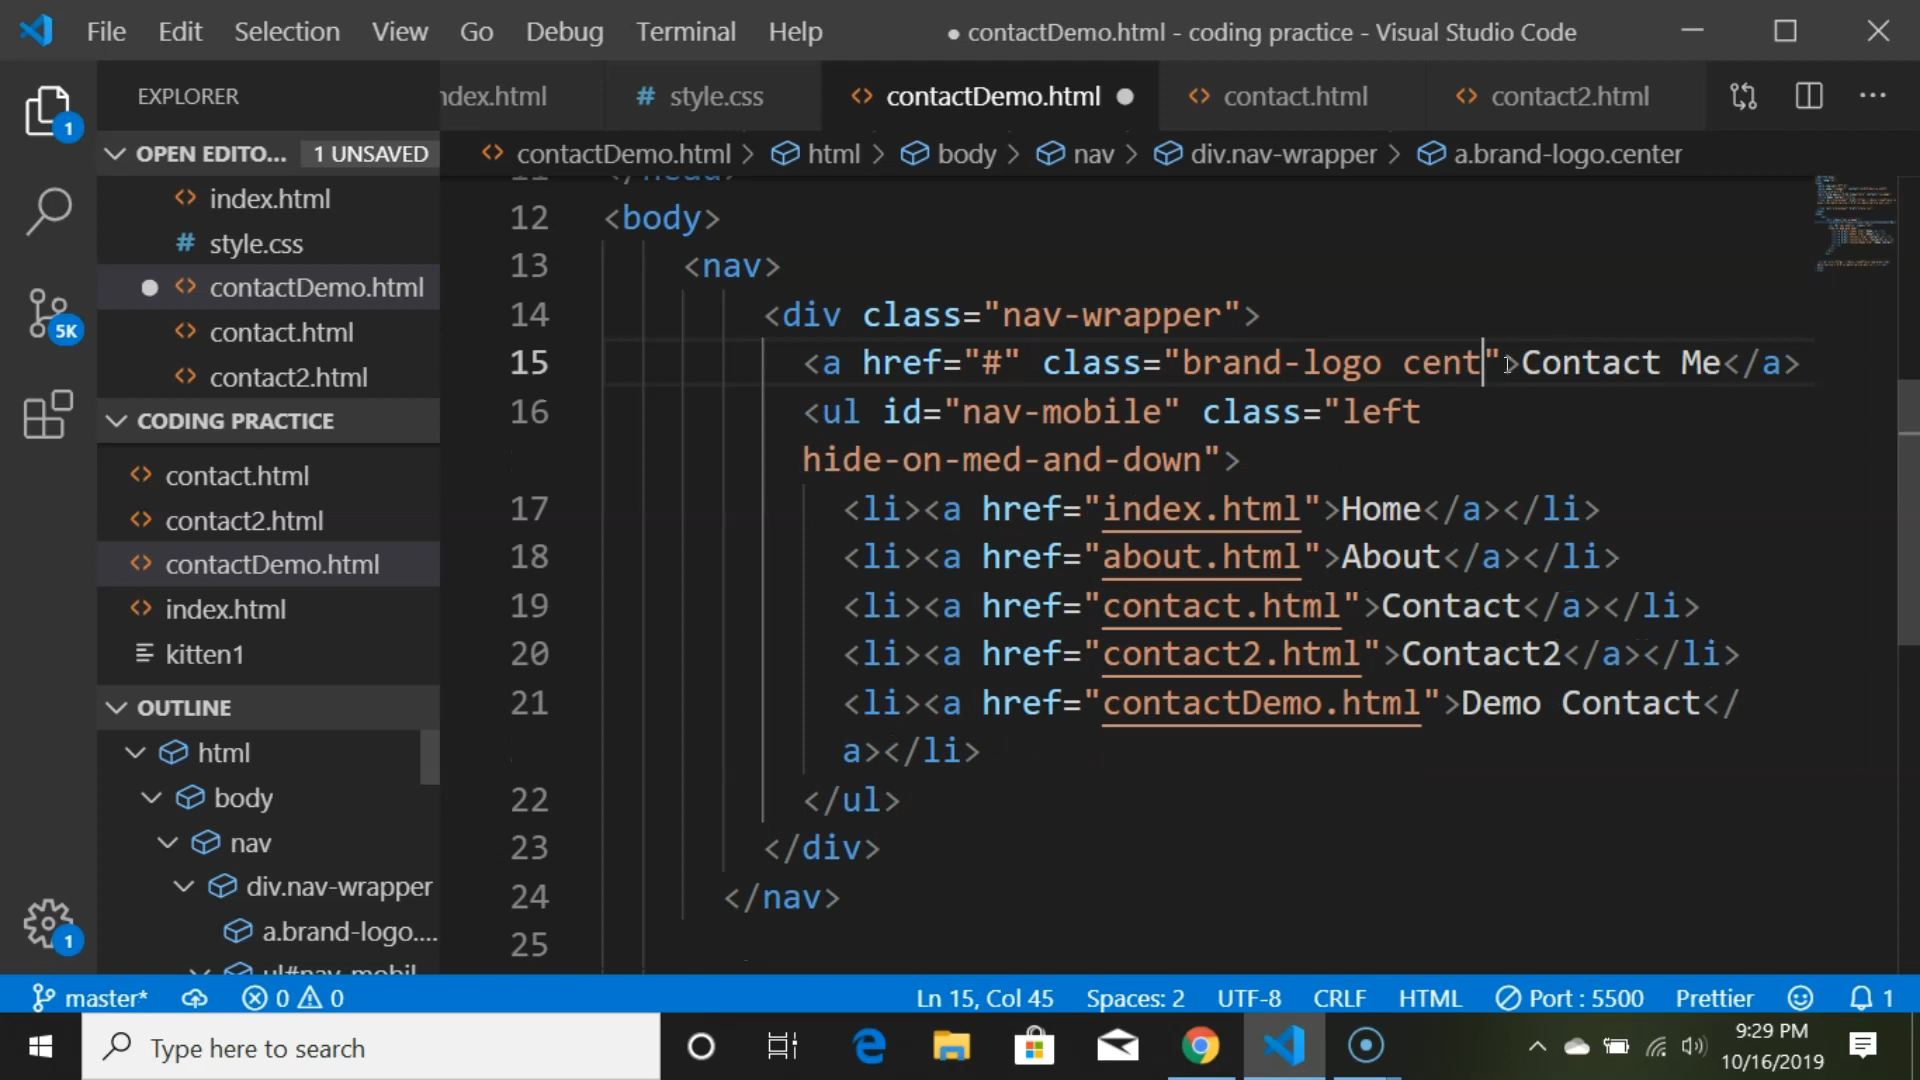 File Edit Selection View Go Debug Terminal Help ● contactDemo.html - coding practice - Visual Studio Code
EXPLORER
ndex.html # style.css <> contactDemo.html ● <> contact.html <> contact2.html ...
OPEN EDITO... 1 UNSAVED
contactDemo.html > html > body > nav > div.nav-wrapper > a.brand-logo.center
<> index.html
# style.css
● <> contactDemo.html
<> contact.html
<> contact2.html
CODING PRACTICE
<> contact.html
<> contact2.html
<> contactDemo.html
<> index.html
kitten1
OUTLINE
html
body
nav
div.nav-wrapper
a.brand-logo....
ul#nav-mobil
1
5K
1
11 </head>
12 <body>
13 <nav>
14 <div class="nav-wrapper">
15 <a href="#" class="brand-logo cent">Contact Me</a>
16 <ul id="nav-mobile" class="left
hide-on-med-and-down">
17 <li><a href="index.html">Home</a></li>
18 <li><a href="about.html">About</a></li>
19 <li><a href="contact.html">Contact</a></li>
20 <li><a href="contact2.html">Contact2</a></li>
21 <li><a href="contactDemo.html">Demo Contact</
a></li>
22 </ul>
23 </div>
24 </nav>
25
master* 0 0 Ln 15, Col 45 Spaces: 2 UTF-8 CRLF HTML Port : 5500 Prettier 1
Type here to search
9:29 PM
10/16/2019